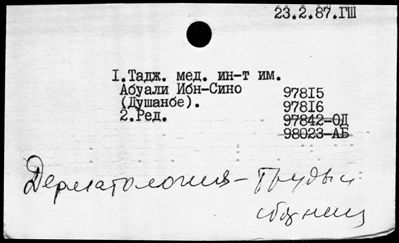 23.2.87.ГШ
I.Тадж. мед. ин-т им.
Абуали Ибн-Сино
(Душанбе).
2.Ред.
97815
97816
97842-ОД
98023-АБ
Дерматология - Труды и
сборники